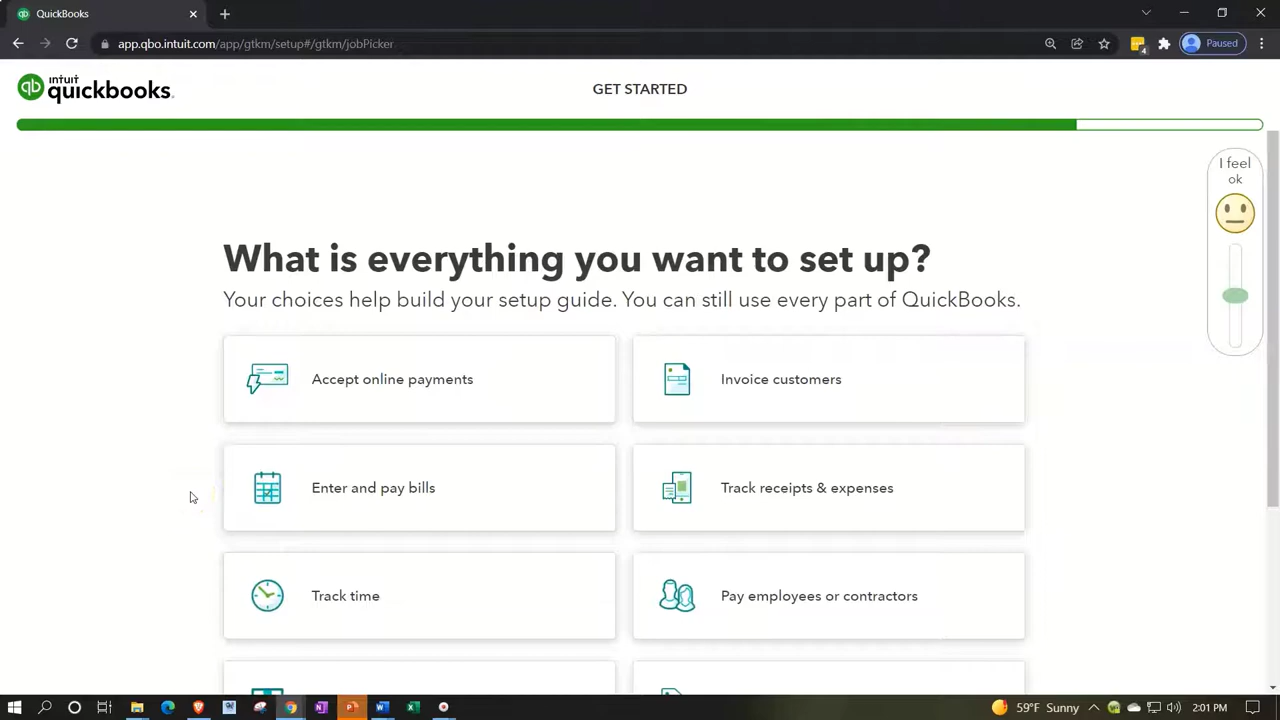 QuickBooks
app.qbo.intuit.com/app/gtkm/setup#/gtkm/jobPicker
4
Paused
qb
intuit
quickbooks.
GET STARTED
I feel
ok
What is everything you want to set up?
Your choices help build your setup guide. You can still use every part of QuickBooks.
Accept online payments
Invoice customers
Enter and pay bills
Track receipts & expenses
Track time
Pay employees or contractors
59°F Sunny
2:01 PM